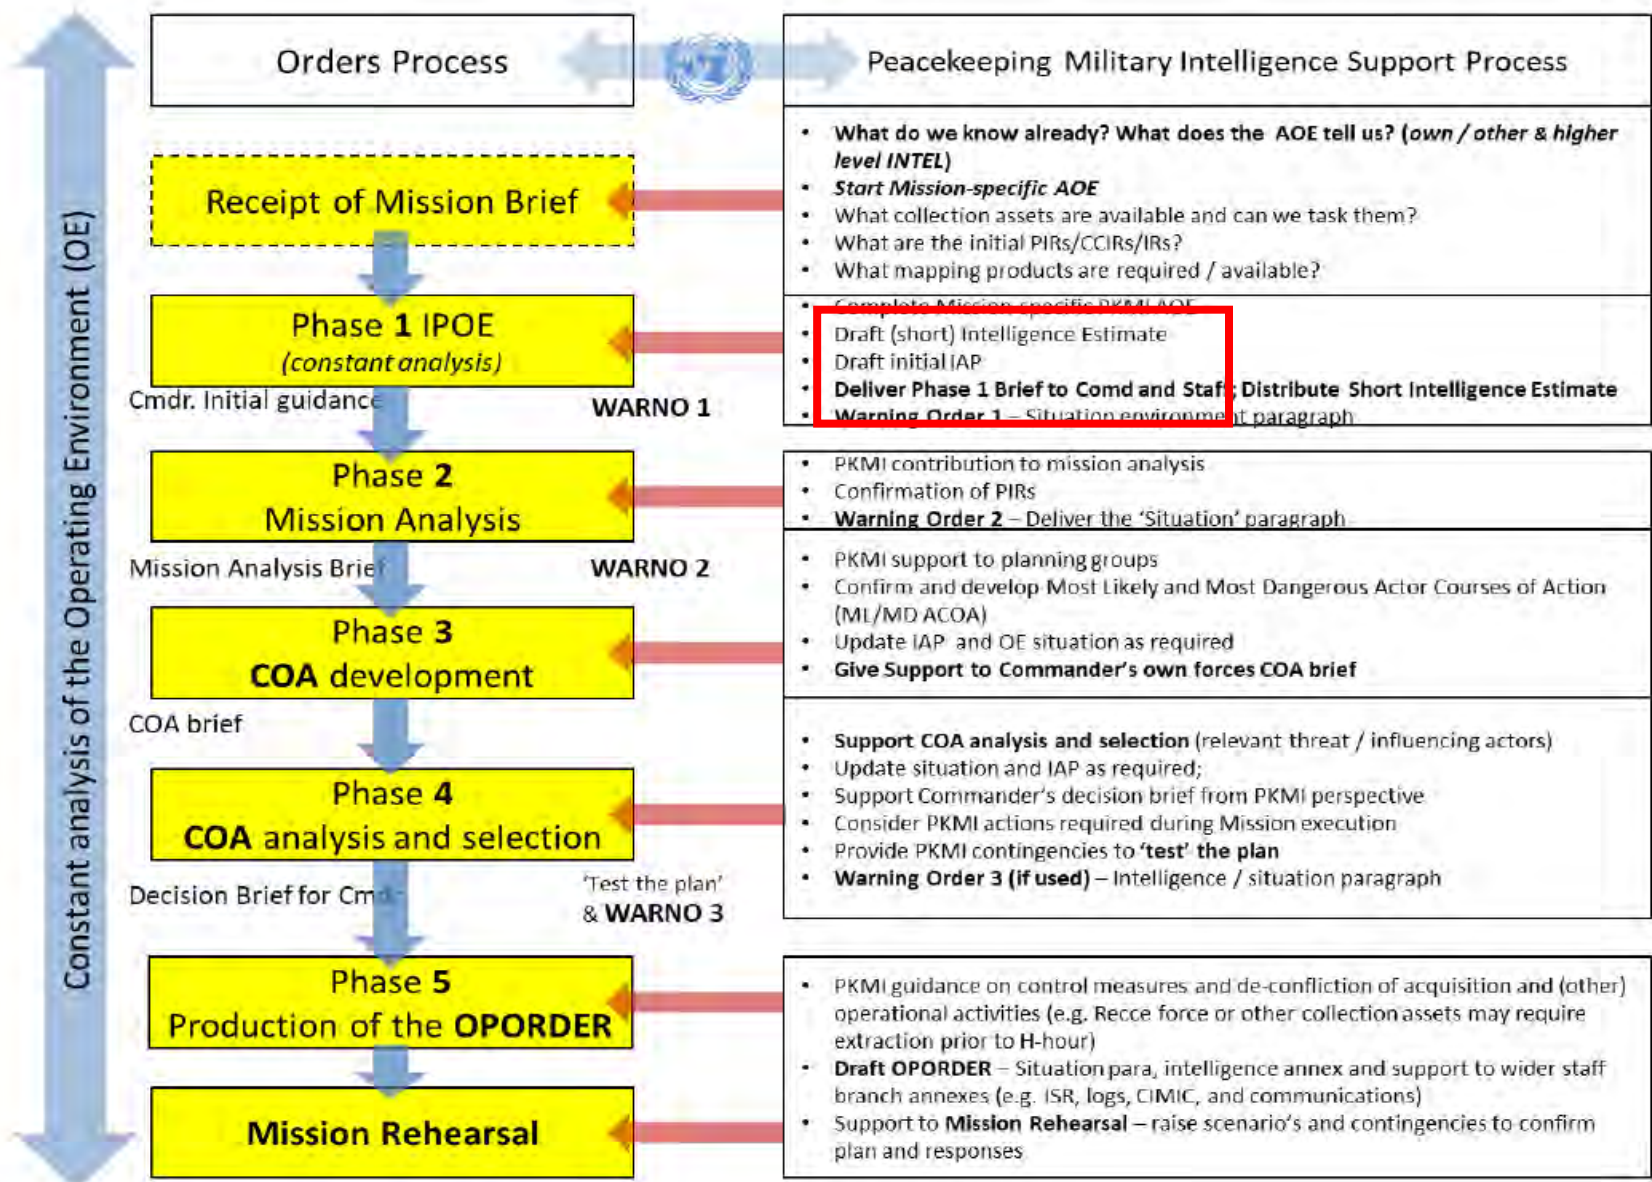 Orders Process
Peacekeeping Military Intelligence Support Process
Constant analysis of the Operating Environment (OE)
Receipt of Mission Brief
• What do we know already? What does the AOE tell us? (own / other & higher
level INTEL)
• Start Mission-specific AOE
• What collection assets are available and can we task them?
• What are the initial PIRs/CCIRs/IRs?
• What mapping products are required / available?
Phase 1 IPOE
(constant analysis)
Cmdr. Initial guidance
WARNO 1
• Complete Mission-specific PKMI AOE
• Draft (short) Intelligence Estimate
• Draft initial IAP
• Deliver Phase 1 Brief to Comd and Staff; Distribute Short Intelligence Estimate
• Warning Order 1 – Situation environment paragraph
Phase 2
Mission Analysis
Mission Analysis Brief
WARNO 2
• PKMI contribution to mission analysis
• Confirmation of PIRs
• Warning Order 2 – Deliver the 'Situation' paragraph
Phase 3
COA development
COA brief
• PKMI support to planning groups
• Confirm and develop Most Likely and Most Dangerous Actor Courses of Action
(ML/MD ACOA)
• Update IAP and OE situation as required
• Give Support to Commander's own forces COA brief
Phase 4
COA analysis and selection
Decision Brief for Cmdr
'Test the plan'
& WARNO 3
• Support COA analysis and selection (relevant threat / influencing actors)
• Update situation and IAP as required;
• Support Commander's decision brief from PKMI perspective
• Consider PKMI actions required during Mission execution
• Provide PKMI contingencies to 'test' the plan
• Warning Order 3 (if used) – Intelligence / situation paragraph
Phase 5
Production of the OPORDER
Mission Rehearsal
• PKMI guidance on control measures and de-confliction of acquisition and (other)
operational activities (e.g. Recce force or other collection assets may require
extraction prior to H-hour)
• Draft OPORDER – Situation para, intelligence annex and support to wider staff
branch annexes (e.g. ISR, logs, CIMIC, and communications)
• Support to Mission Rehearsal – raise scenario's and contingencies to confirm
plan and responses